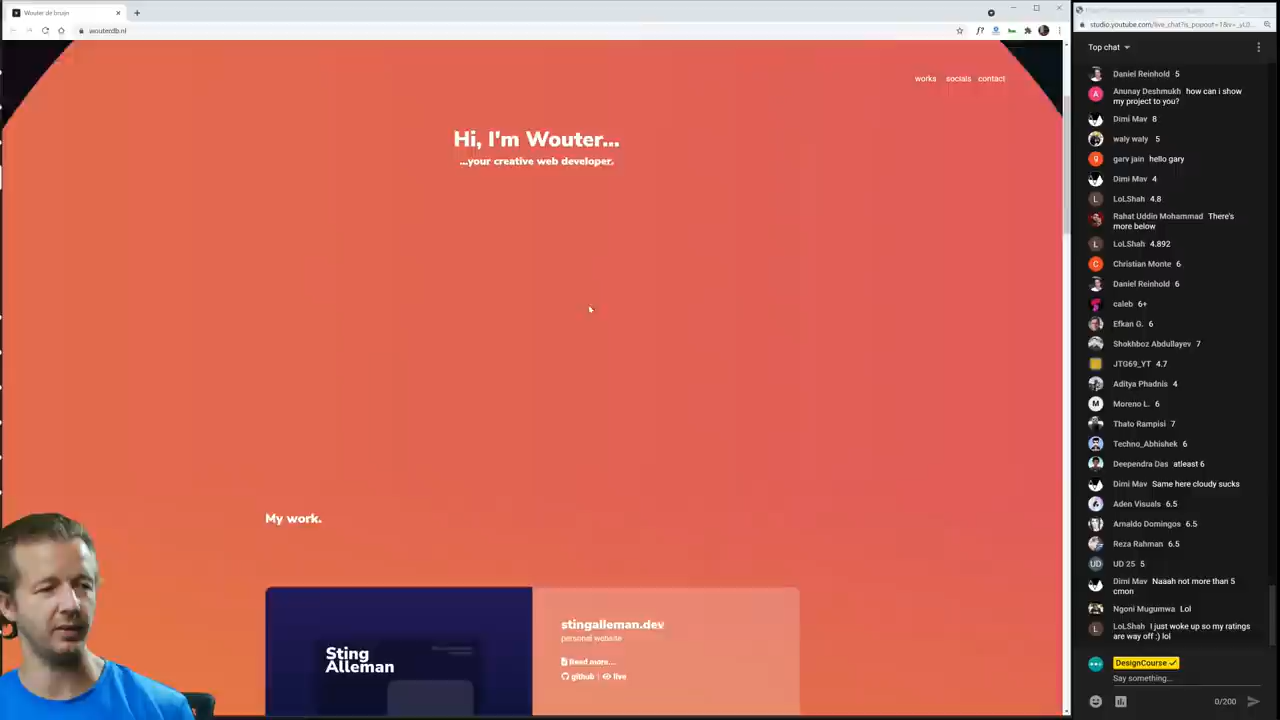 Wouter de bruijn
wouterdb.nl
works socials contact
Hi, I'm Wouter...
...your creative web developer.
My work.
Sting
Alleman
stingalleman.dev
personal website
Read more...
github | live
studio.youtube.com/live_chat?is_popout=1&v=
Top chat
Daniel Reinhold 5
Anunay Deshmukh how can i show
my project to you?
Dimi Mav 8
waly waly 5
garv jain hello gary
Dimi Mav 4
LoLShah 4.8
Rahat Uddin Mohammad There's
more below
LoLShah 4.892
Christian Monte 6
Daniel Reinhold 6
caleb 6+
Efkan G. 6
Shokhboz Abdullayev 7
JTG69_YT 4.7
Aditya Phadnis 4
Moreno L. 6
Thato Rampisi 7
Techno_Abhishek 6
Deependra Das atleast 6
Dimi Mav Same here cloudy sucks
Aden Visuals 6.5
Arnaldo Domingos 6.5
Reza Rahman 6.5
UD 25 5
Dimi Mav Naaah not more than 5
cmon
Ngoni Mugumwa Lol
LoLShah I just woke up so my ratings
are way off :) lol
DesignCourse
Say something...
0/200